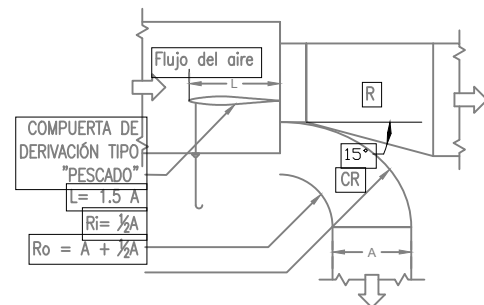 Flujo del aire
L
R
COMPUERTA DE
DERIVACIÓN TIPO
"PESCADO"
15°
CR
L= 1.5 A
Ri= ½A
Ro = A + ½A
A